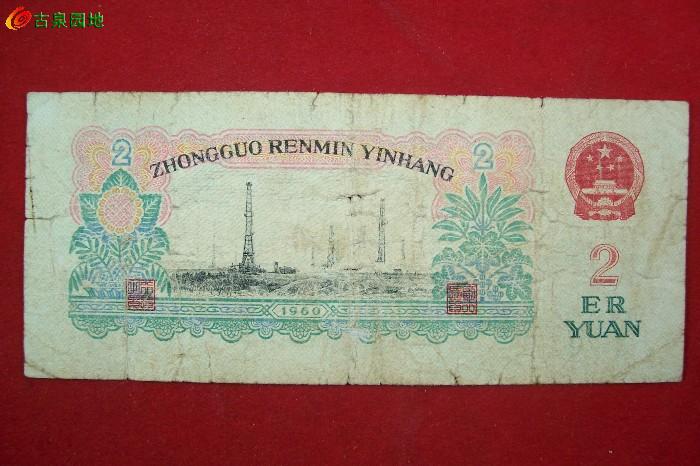 古泉园地
ZHONGGUO RENMIN YINHANG
2
2
1960
2
ER
YUAN